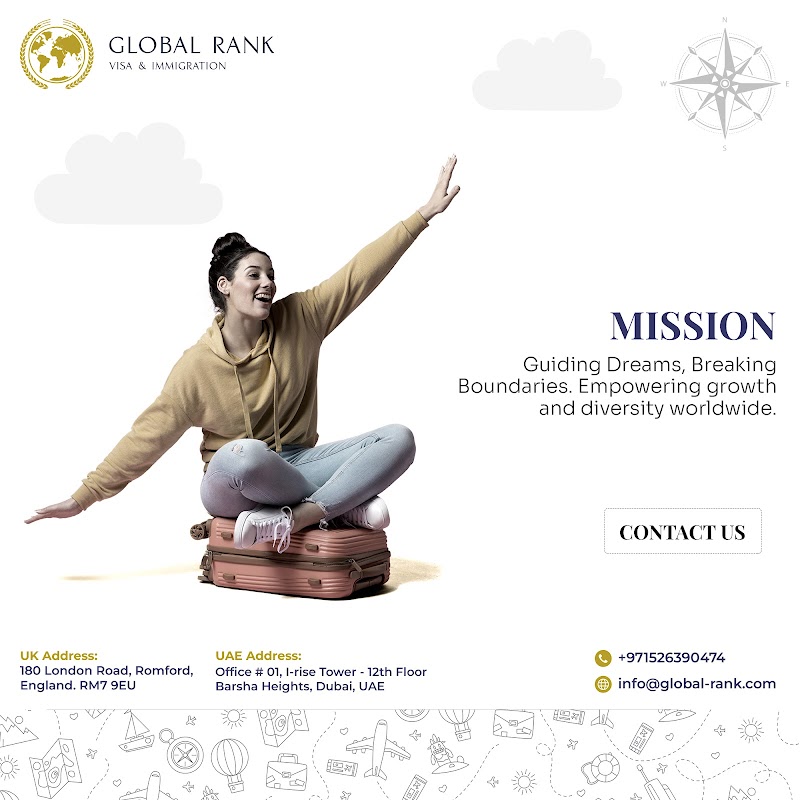 GLOBAL RANK
VISA & IMMIGRATION
N
W
E
S
MISSION
Guiding Dreams, Breaking
Boundaries. Empowering growth
and diversity worldwide.
CONTACT US
UK Address:
180 London Road, Romford,
England. RM7 9EU
UAE Address:
Office # 01, I-rise Tower - 12th Floor
Barsha Heights, Dubai, UAE
+971526390474
info@global-rank.com